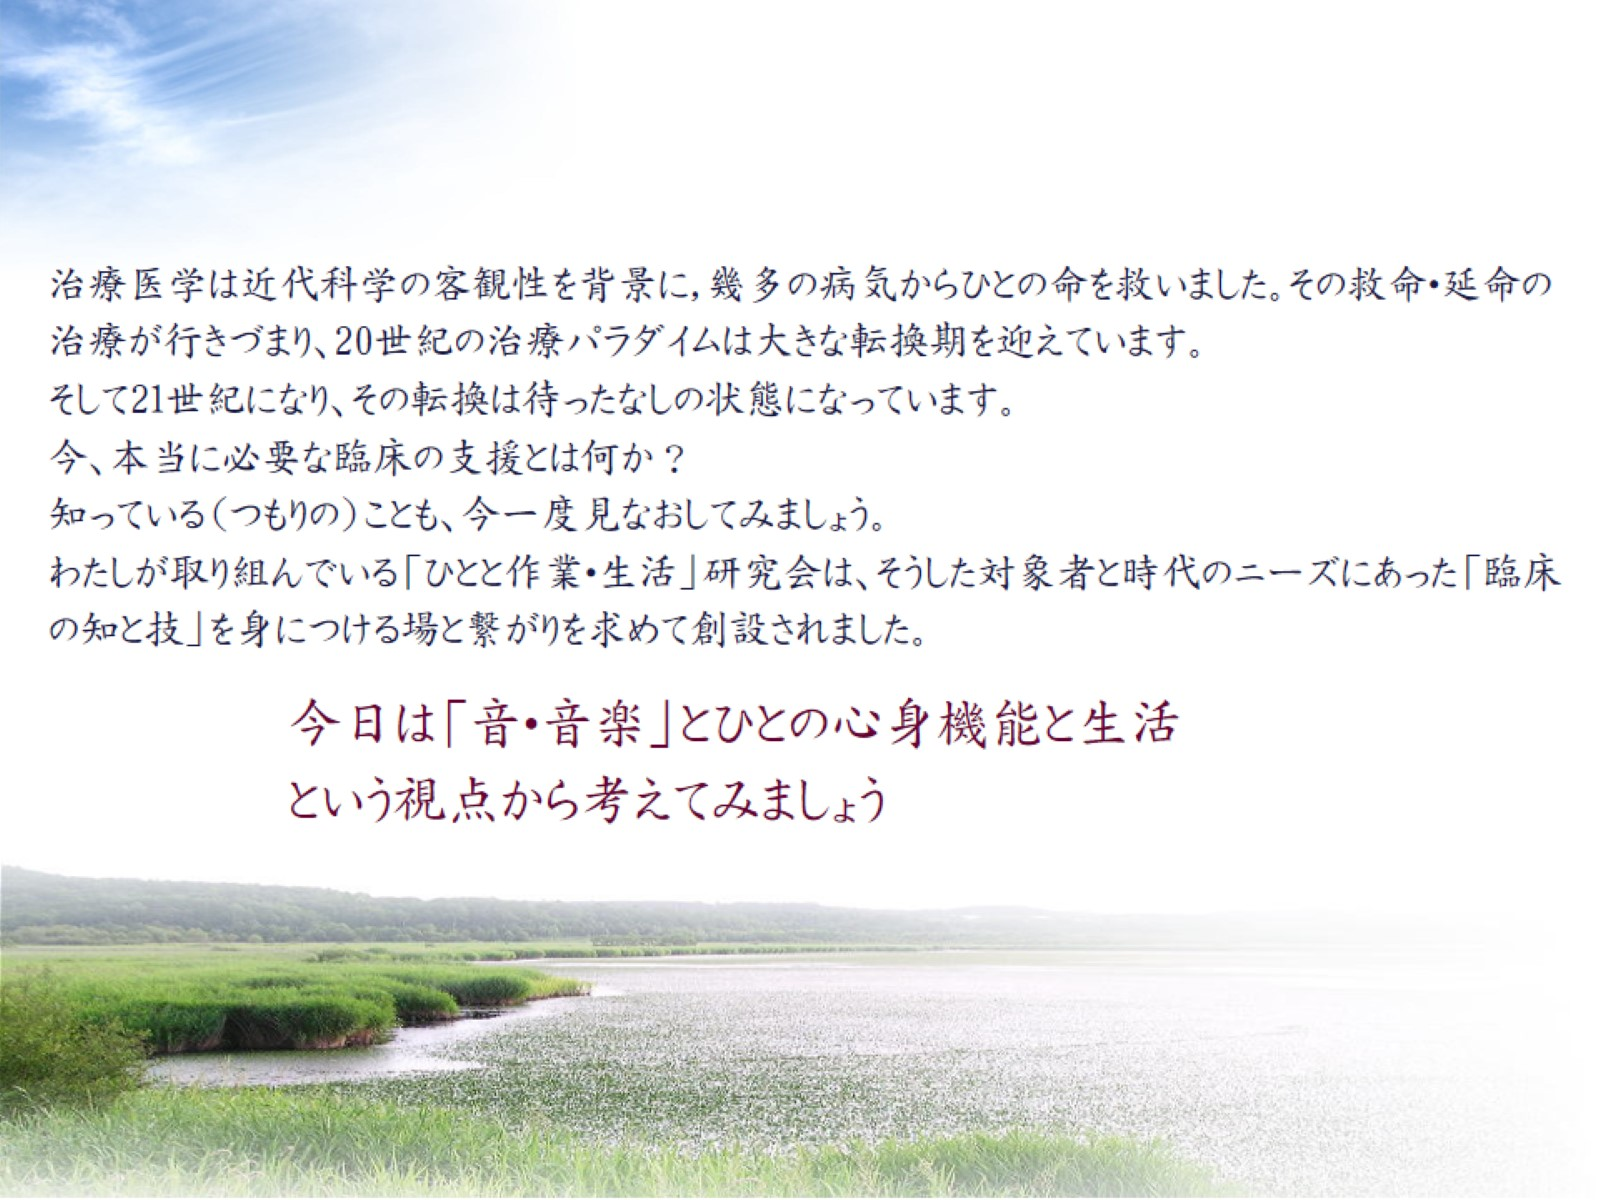 治療医学は近代科学の客観性を背景に,幾多の病気からひとの命を救いました。その救命・延命の
治療が行きづまり、20世紀の治療パラダイムは大きな転換期を迎えています。
そして21世紀になり、その転換は待ったなしの状態になっています。
今、本当に必要な臨床の支援とは何か？
知っている（つもりの）ことも、今一度見なおしてみましょう。
わたしが取り組んでいる「ひとと作業・生活」研究会は、そうした対象者と時代のニーズにあった「臨床
の知と技」を身につける場と繋がりを求めて創設されました。
今日は「音・音楽」とひとの心身機能と生活
という視点から考えてみましょう